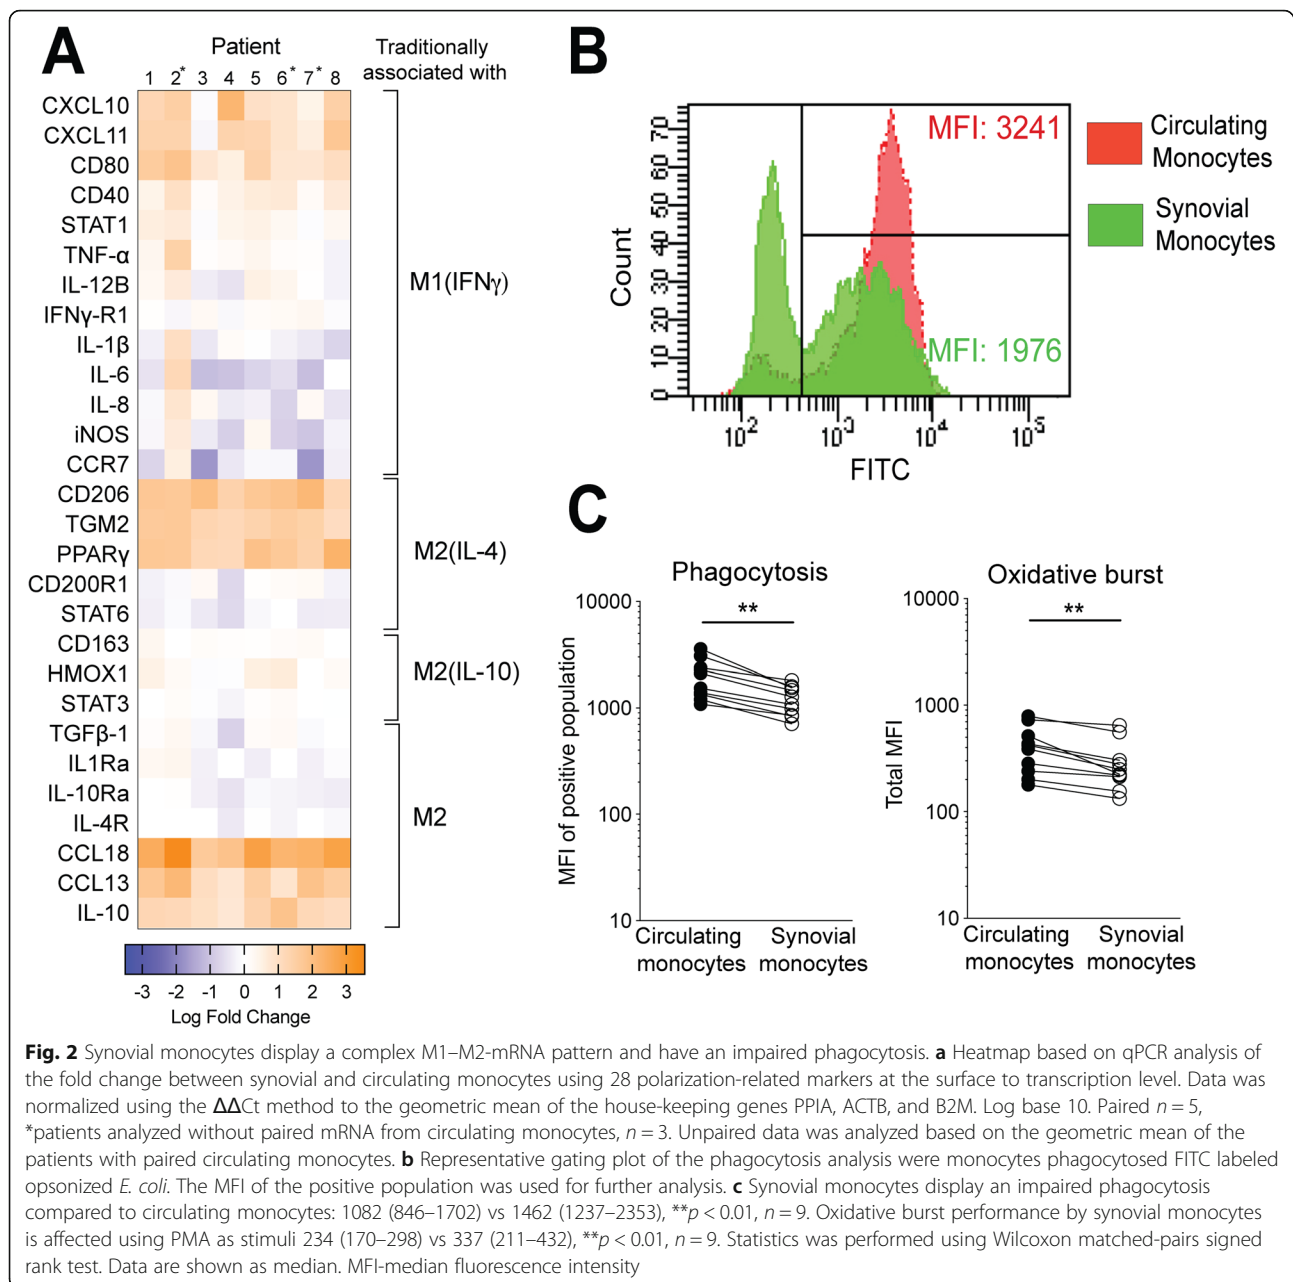 A
Patient
Traditionally
associated with
1 2* 3 4 5 6* 7* 8
CXCL10
CXCL11
CD80
CD40
STAT1
TNF-α
IL-12B
IFNγ-R1
IL-1β
IL-6
IL-8
iNOS
CCR7
M1(IFNγ)
CD206
TGM2
PPARγ
CD200R1
STAT6
M2(IL-4)
CD163
HMOX1
STAT3
M2(IL-10)
TGFβ-1
IL1Ra
IL-10Ra
IL-4R
CCL18
CCL13
IL-10
M2
-3 -2 -1 0 1 2 3
Log Fold Change
B
MFI: 3241
MFI: 1976
Count
0 10 20 30 40 50 60 70
10² 10³ 10⁴ 10⁵
FITC
Circulating
Monocytes
Synovial
Monocytes
C
Phagocytosis
**
MFI of positive population
10000
1000
100
10
Circulating
monocytes
Synovial
monocytes
Oxidative burst
**
Total MFI
10000
1000
100
10
Circulating
monocytes
Synovial
monocytes
Fig. 2 Synovial monocytes display a complex M1–M2-mRNA pattern and have an impaired phagocytosis. a Heatmap based on qPCR analysis of
the fold change between synovial and circulating monocytes using 28 polarization-related markers at the surface to transcription level. Data was
normalized using the ΔΔCt method to the geometric mean of the house-keeping genes PPIA, ACTB, and B2M. Log base 10. Paired n = 5,
*patients analyzed without paired mRNA from circulating monocytes, n = 3. Unpaired data was analyzed based on the geometric mean of the
patients with paired circulating monocytes. b Representative gating plot of the phagocytosis analysis were monocytes phagocytosed FITC labeled
opsonized E. coli. The MFI of the positive population was used for further analysis. c Synovial monocytes display an impaired phagocytosis
compared to circulating monocytes: 1082 (846–1702) vs 1462 (1237–2353), **p < 0.01, n = 9. Oxidative burst performance by synovial monocytes
is affected using PMA as stimuli 234 (170–298) vs 337 (211–432), **p < 0.01, n = 9. Statistics was performed using Wilcoxon matched-pairs signed
rank test. Data are shown as median. MFI-median fluorescence intensity